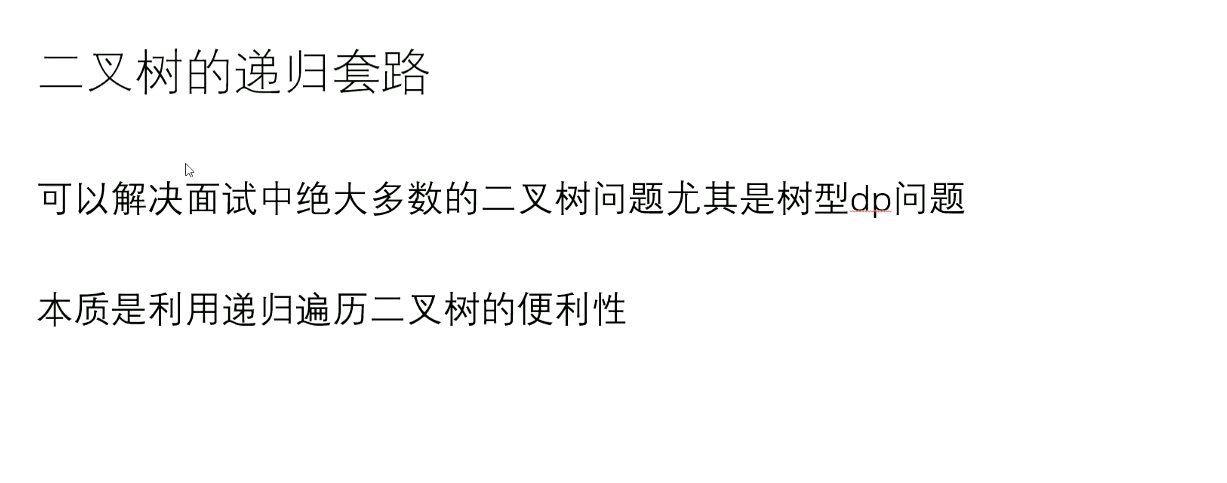 二叉树的递归套路
可以解决面试中绝大多数的二叉树问题尤其是树型dp问题
本质是利用递归遍历二叉树的便利性